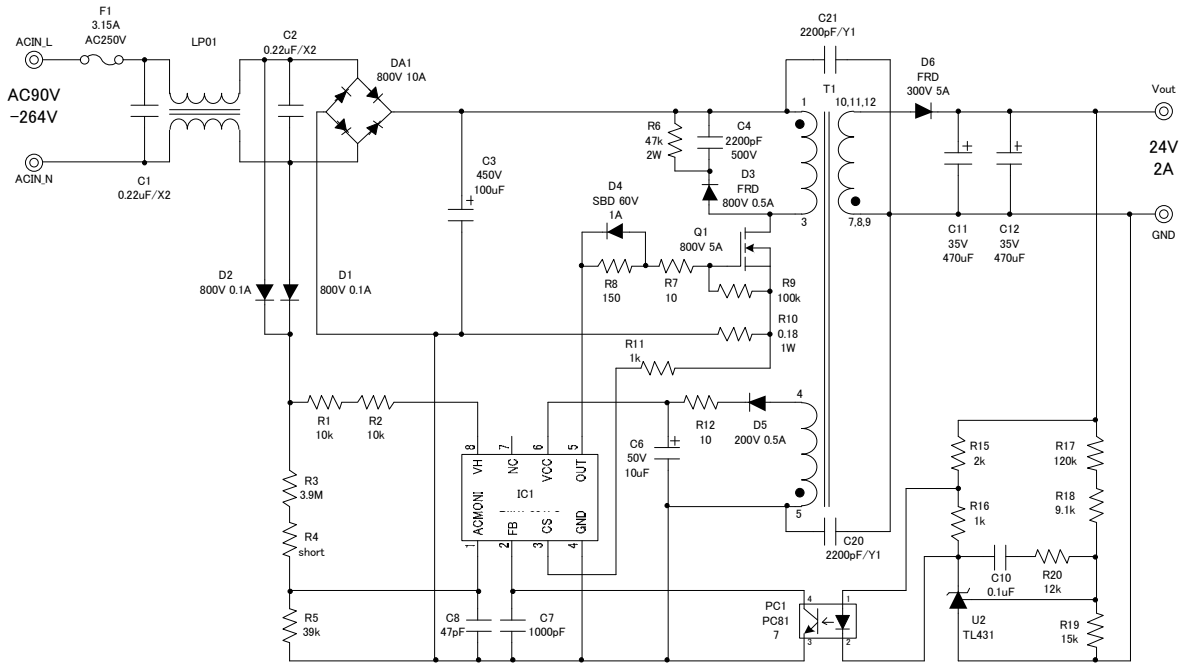 F1
3.15A
AC250V
ACIN_L
LP01
C2
0.22uF/X2
DA1
800V 10A
C21
2200pF/Y1
D6
FRD
300V 5A
Vout
AC90V
-264V
T1
1
10,11,12
R6
47k
2W
C4
2200pF
500V
24V
2A
ACIN_N
C1
0.22uF/X2
C3
450V
100uF
+
D3
FRD
800V 0.5A
D4
SBD 60V
1A
3
7,8,9
+
+
GND
Q1
800V 5A
C11
35V
470uF
C12
35V
470uF
D2
800V 0.1A
D1
800V 0.1A
R8
150
R7
10
R9
100k
R10
0.18
1W
R11
1k
R1
10k
R2
10k
4
R12
10
D5
200V 0.5A
C6
50V
10uF
+
8
7
6
5
VH
NC
VCC
OUT
IC1
ACMONI
FB
CS
GND
1
2
3
4
5
R3
3.9M
R4
short
R15
2k
R17
120k
R18
9.1k
R16
1k
C20
2200pF/Y1
C10
0.1uF
R20
12k
R5
39k
C8
47pF
C7
1000pF
PC1
PC81
7
4
1
3
2
U2
TL431
R19
15k